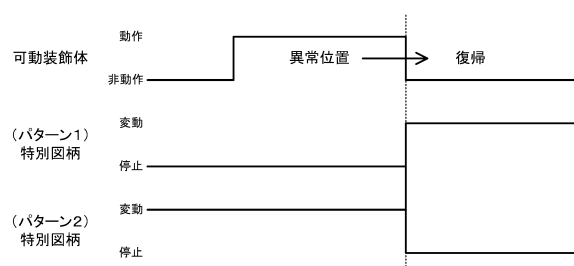 動作
可動装飾体
異常位置
復帰
非動作
変動
（パターン１）
特別図柄
停止
変動
（パターン２）
特別図柄
停止